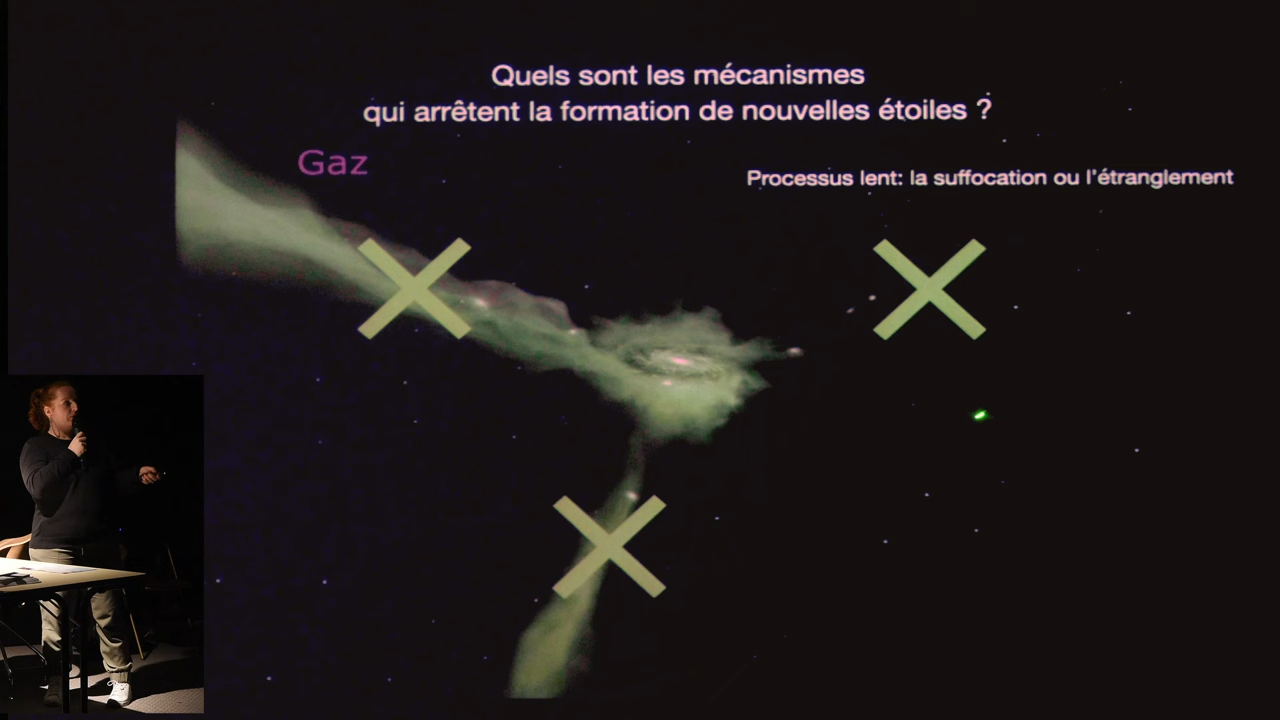 Quels sont les mécanismes
qui arrêtent la formation de nouvelles étoiles ?
Gaz
Processus lent: la suffocation ou l'étranglement